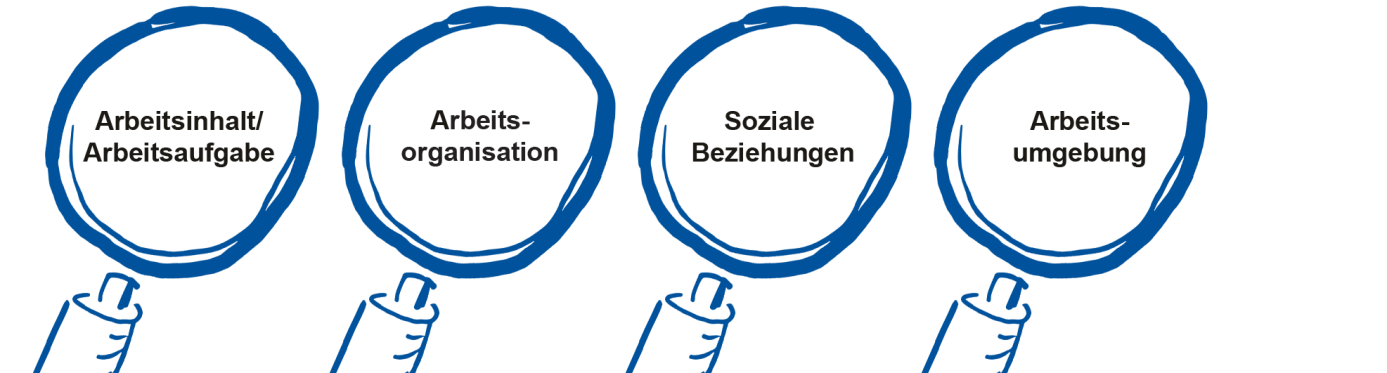 Arbeitsinhalt/
Arbeitsaufgabe
Arbeits-
organisation
Soziale
Beziehungen
Arbeits-
umgebung